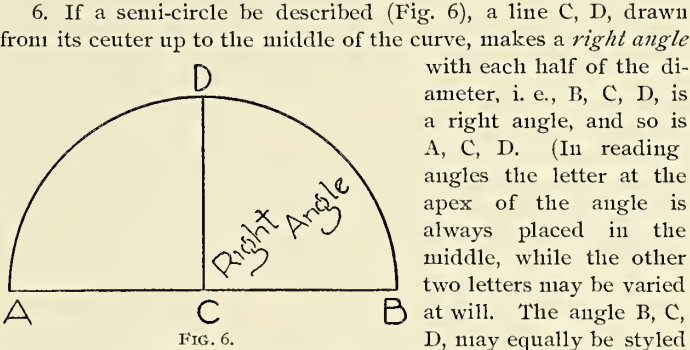 6. If a semi-circle be described (Fig. 6), a line C, D, drawn
from its center up to the middle of the curve, makes a right angle
with each half of the di-
ameter, i. e., B, C, D, is
a right angle, and so is
A, C, D. (In reading
angles the letter at the
apex of the angle is
always placed in the
middle, while the other
two letters may be varied
at will. The angle B, C,
D, may equally be styled
D
Right Angle
A
C
B
FIG. 6.